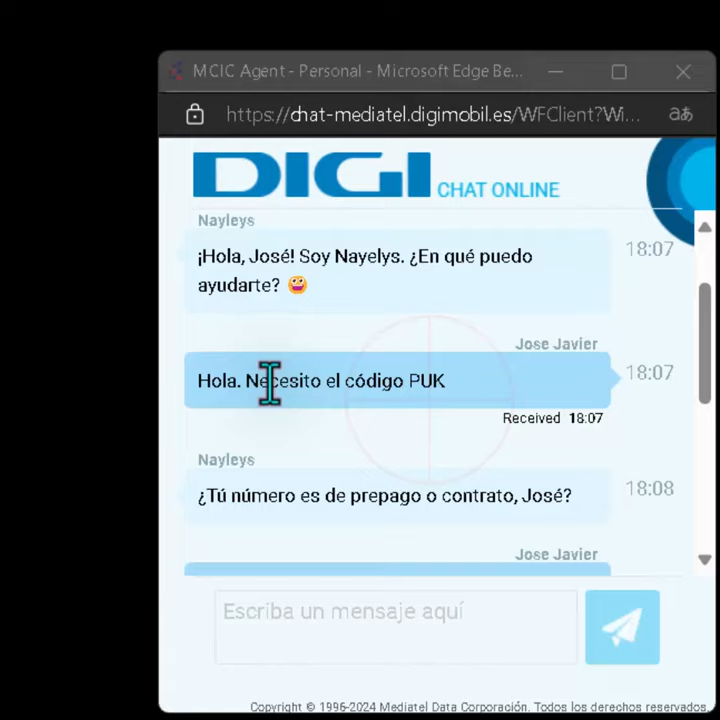 MCIC Agent - Personal - Microsoft Edge Be...
https://chat-mediatel.digimobil.es/WFClient?Wi...
DIGI CHAT ONLINE
Nayleys
¡Hola, José! Soy Nayelys. ¿En qué puedo
ayudarte?
18:07
Jose Javier
Hola. Necesito el código PUK
18:07
Received 18:07
Nayleys
¿Tú número es de prepago o contrato, José?
18:08
Jose Javier
Escriba un mensaje aquí
Copyright © 1996-2024 Mediatel Data Corporación. Todos los derechos reservados.